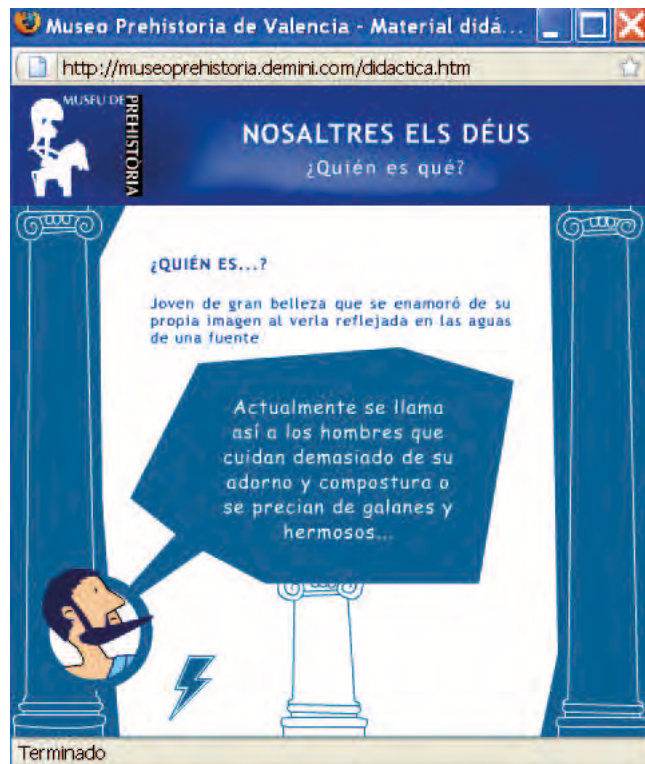 Museo Prehistoria de Valencia - Material didá...
http://museoprehistoria.demini.com/didactica.htm
MUSEU DE
PREHISTÒRIA
NOSALTRES ELS DÉUS
¿Quién es qué?
¿QUIÉN ES...?
Joven de gran belleza que se enamoró de su
propia imagen al verla reflejada en las aguas
de una fuente
Actualmente se llama
así a los hombres que
cuidan demasiado de su
adorno y compostura o
se precian de galanes y
hermosos...
Terminado